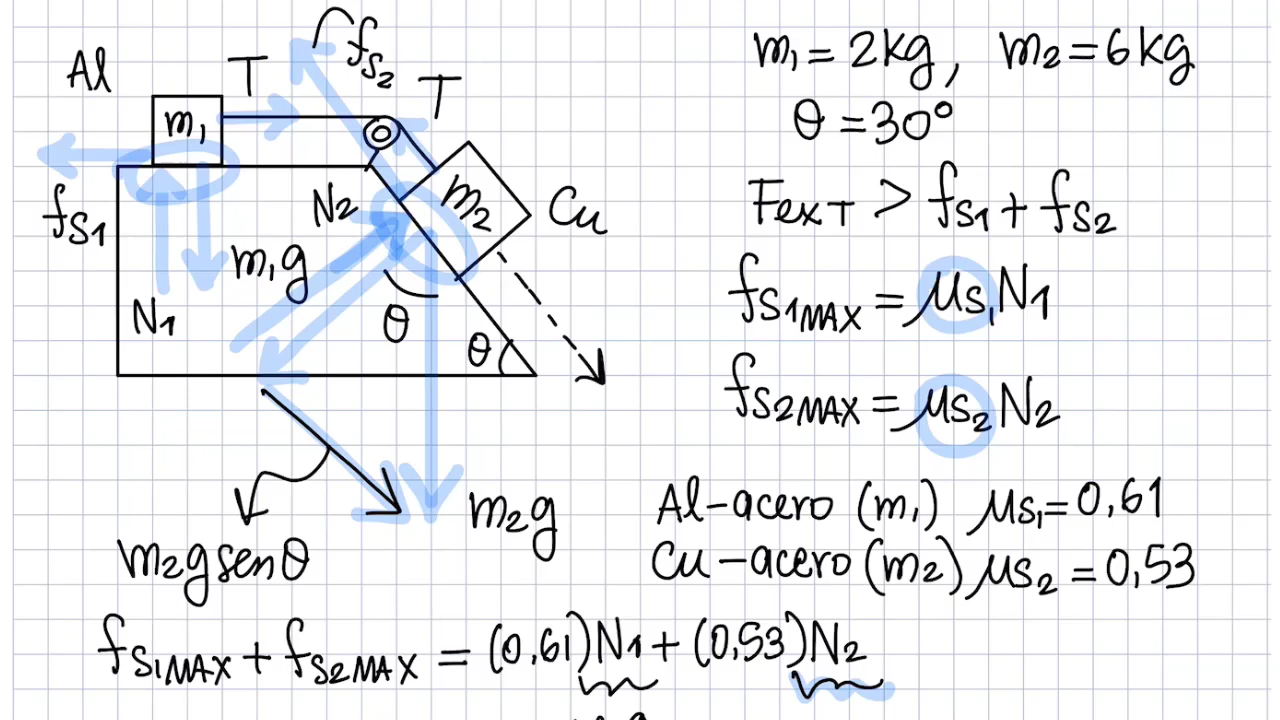 Al
T
fs2
T
m1
N2
m2
Cu
fs1
m1g
N1
θ
θ
m2g
m2gsenθ
m1 = 2kg, m2 = 6kg
θ = 30°
FEXT > fs1 + fs2
fS1MAX = μs1N1
fS2MAX = μs2N2
Al-acero (m1) μs1 = 0,61
Cu-acero (m2) μs2 = 0,53
fS1MAX + fS2MAX = (0,61)N1 + (0,53)N2